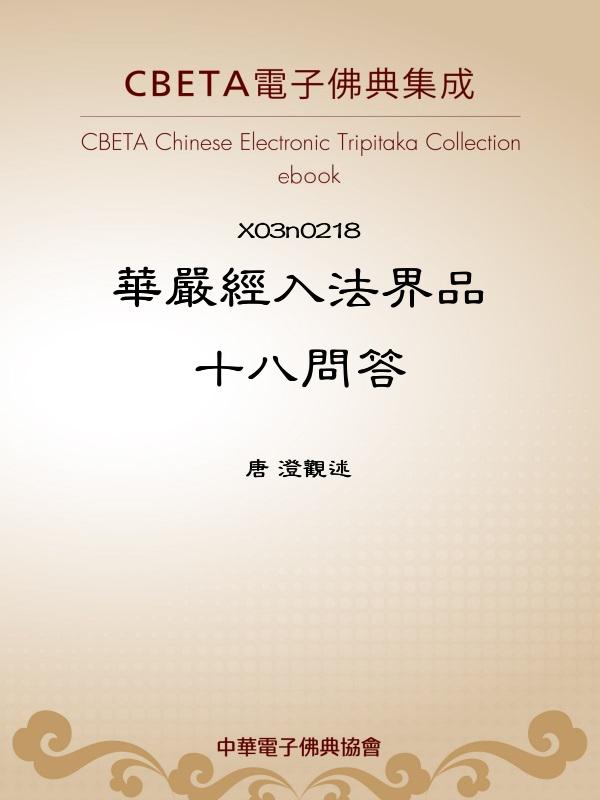 CBETA電子佛典集成
CBETA Chinese Electronic Tripitaka Collection
ebook
X03n0218
華嚴經入法界品
十八問答
唐 澄觀述
中華電子佛典協會